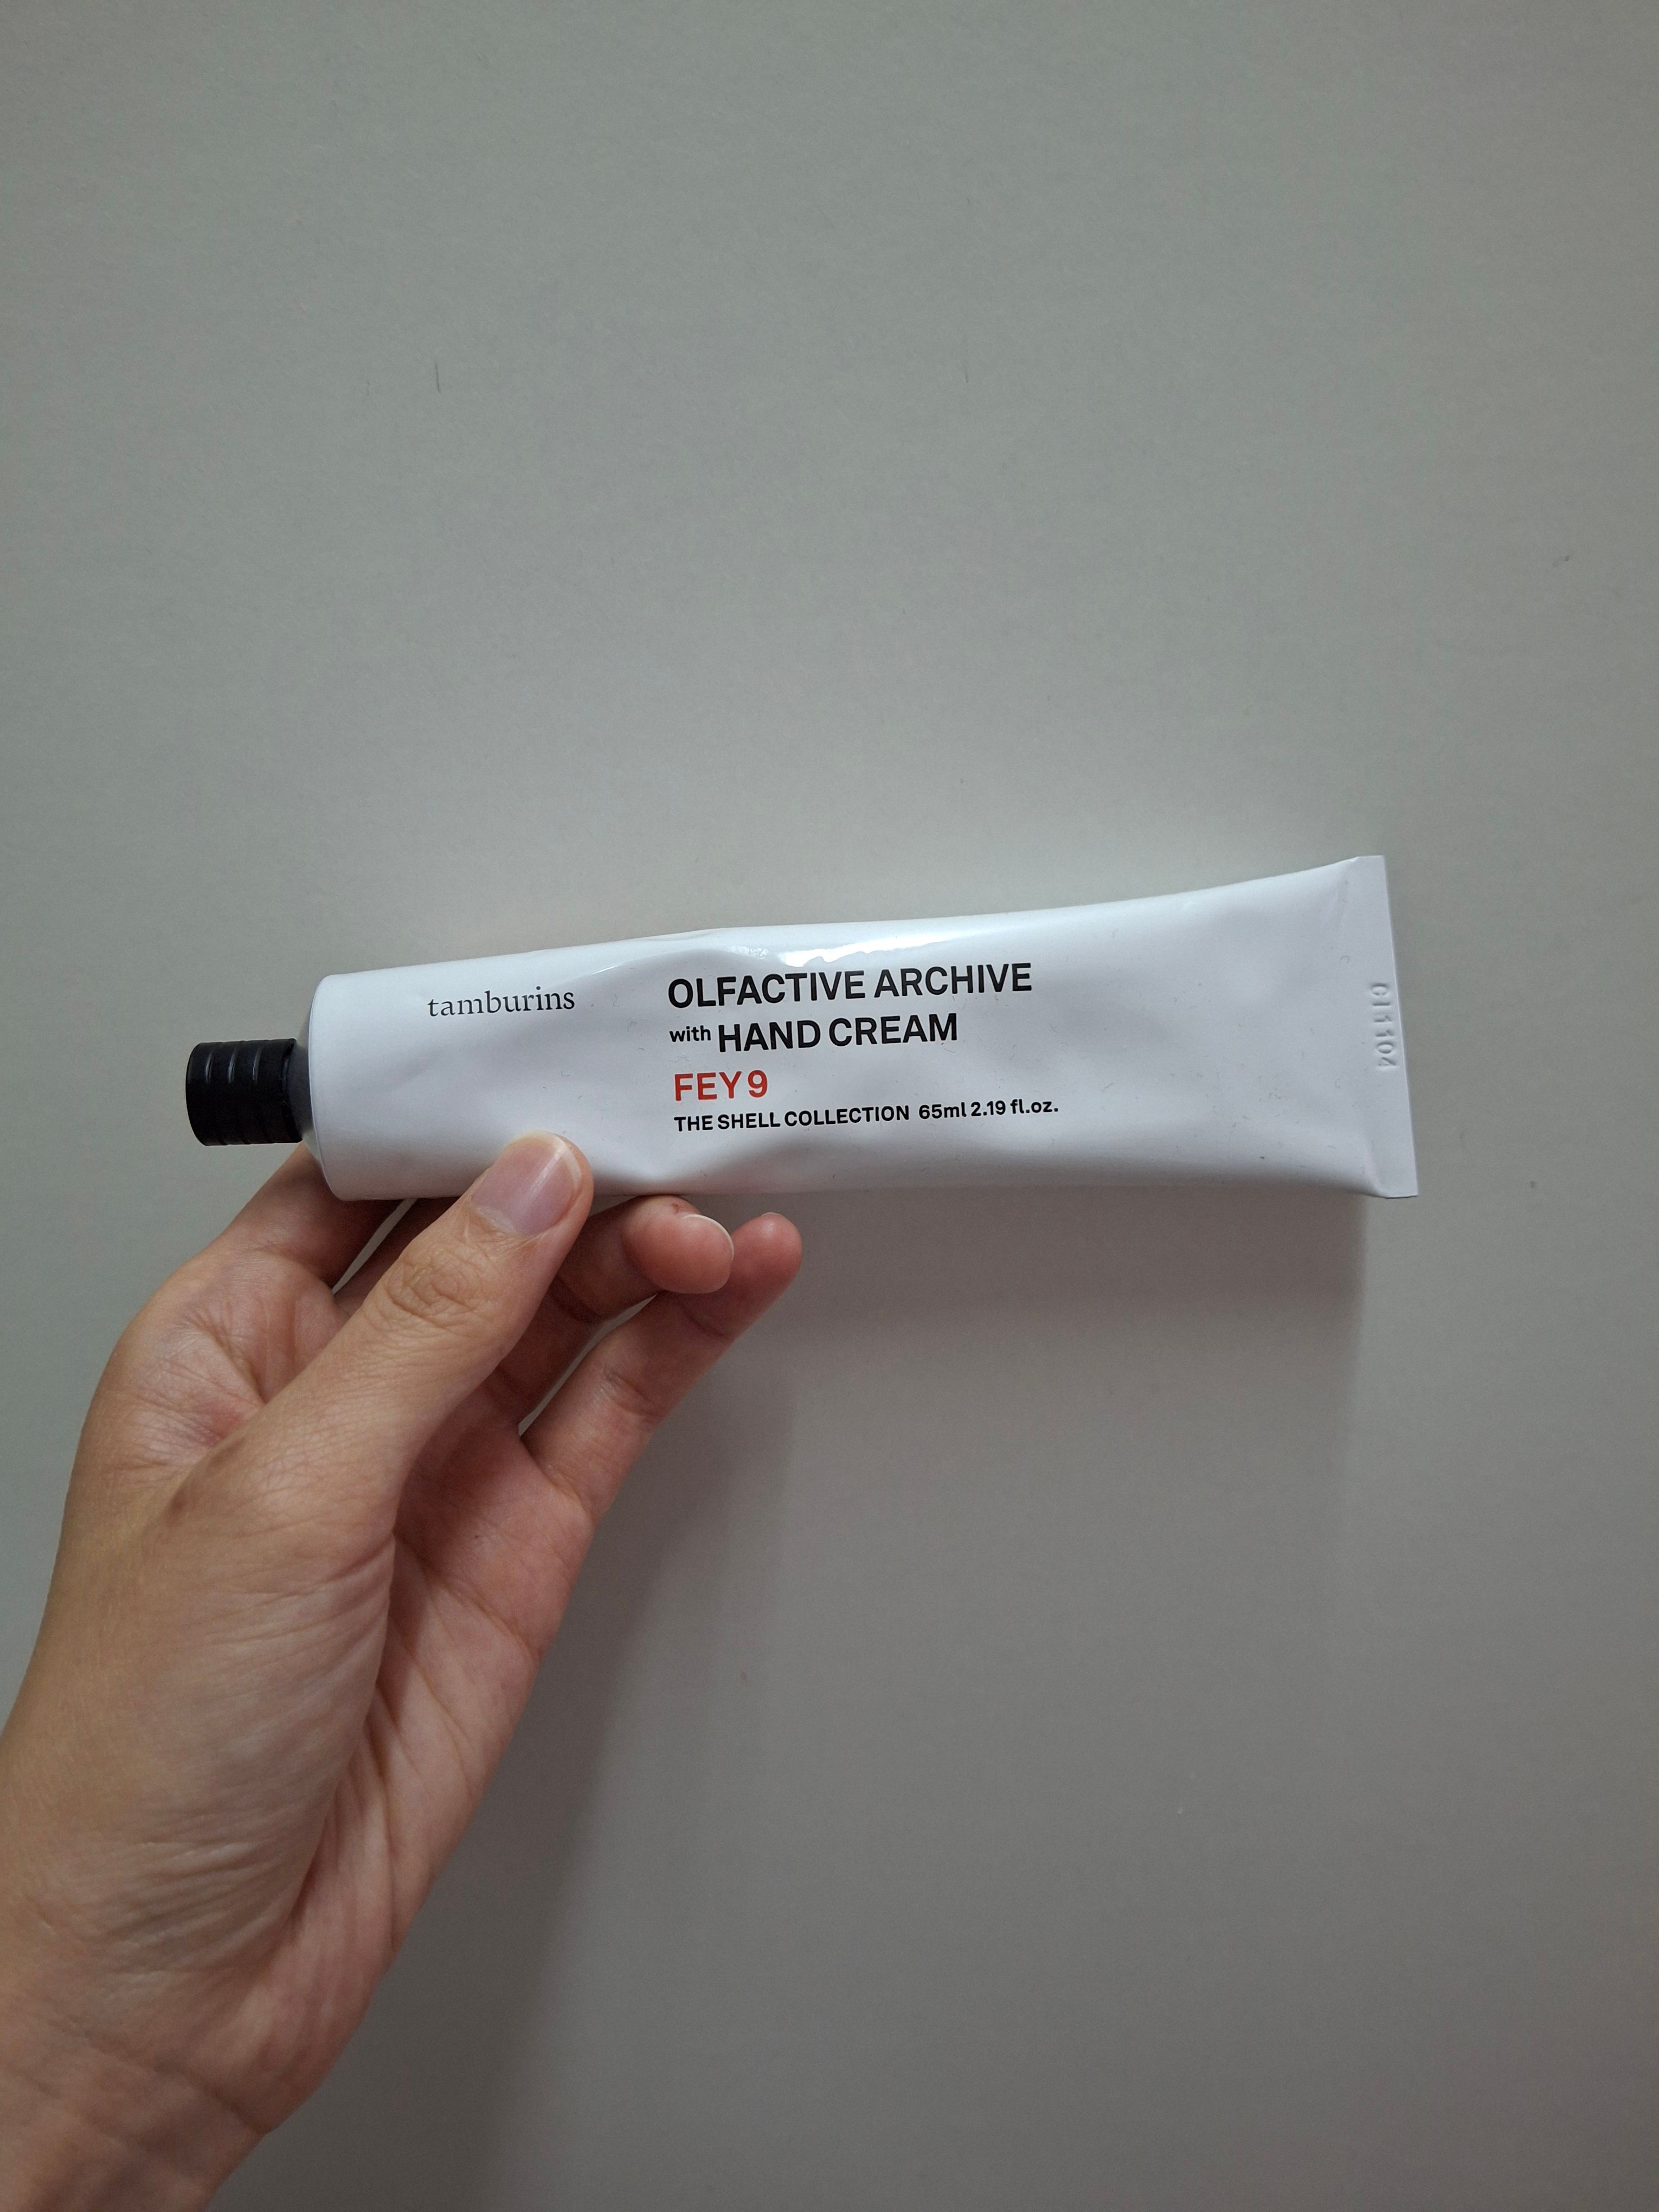 tamburins
OLFACTIVE ARCHIVE
with HAND CREAM
FEY 9
THE SHELL COLLECTION 65ml 2.19 fl.oz.